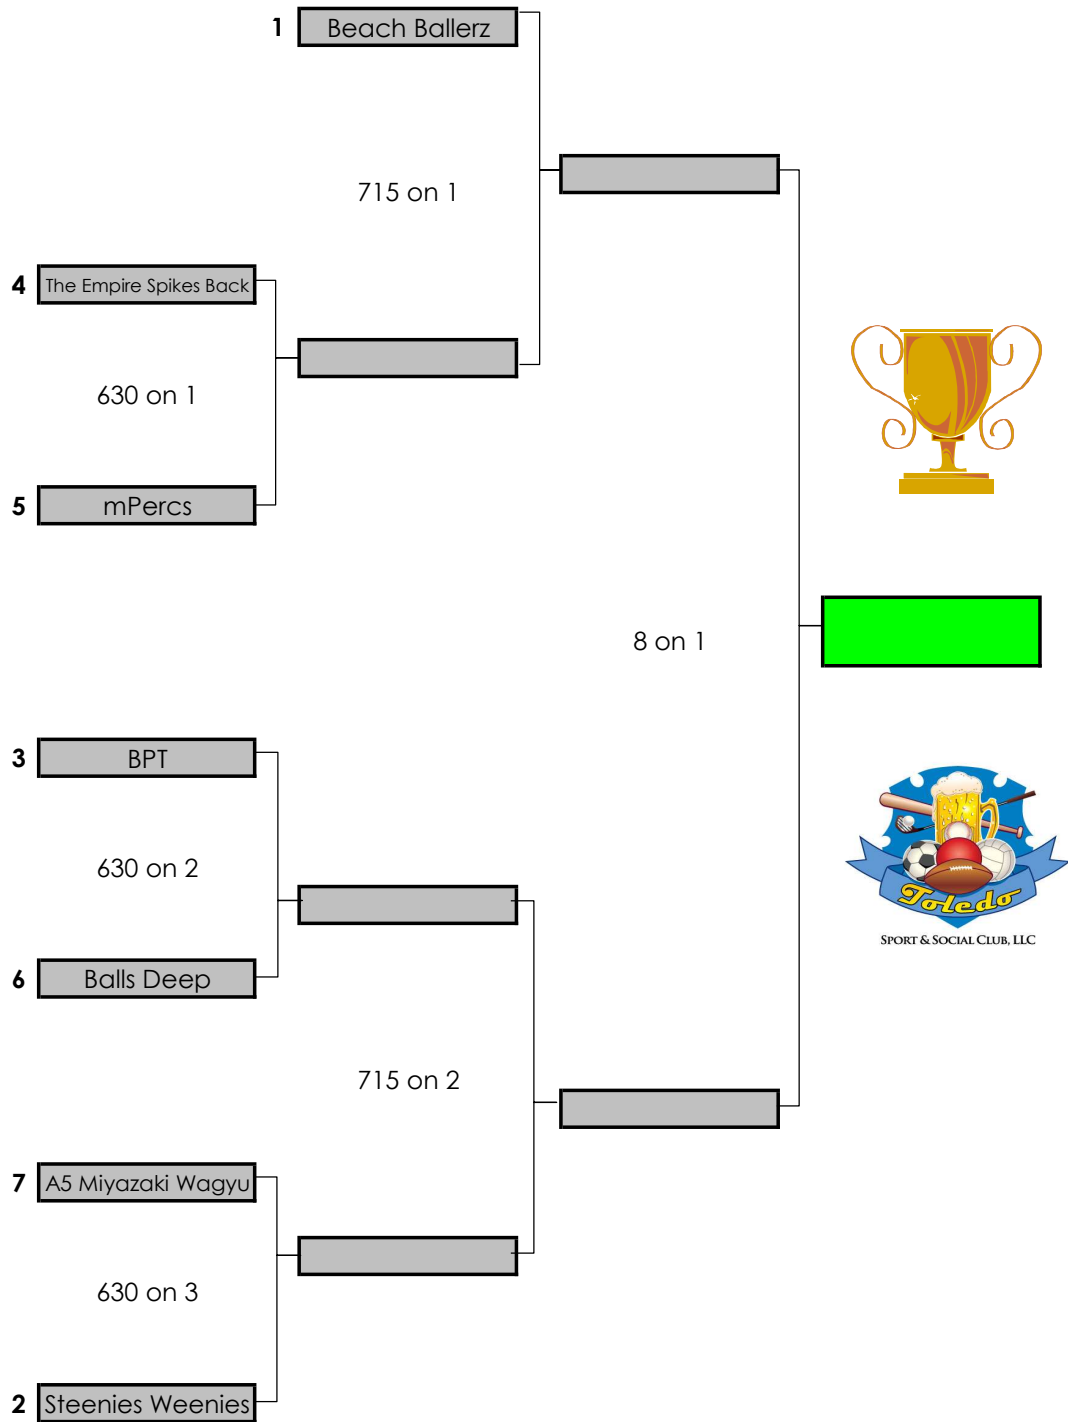 1 Beach Ballerz
715 on 1
4 The Empire Spikes Back
630 on 1
5 mPercs
8 on 1
3 BPT
630 on 2
6 Balls Deep
Toledo
SPORT & SOCIAL CLUB, LLC
715 on 2
7 A5 Miyazaki Wagyu
630 on 3
2 Steenies Weenies